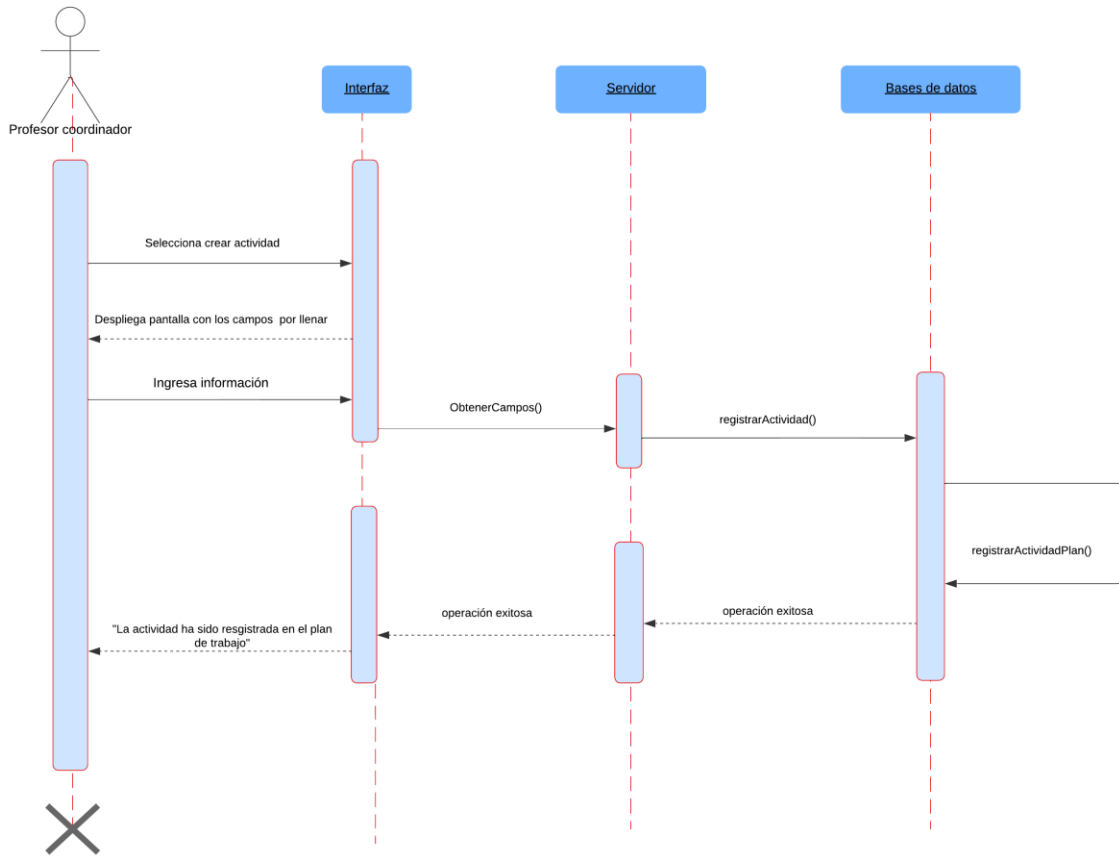 Profesor coordinador
Interfaz
Servidor
Bases de datos
Selecciona crear actividad
Despliega pantalla con los campos por llenar
Ingresa información
ObtenerCampos()
registrarActividad()
registrarActividadPlan()
operación exitosa
operación exitosa
"La actividad ha sido resgistrada en el plan
de trabajo"